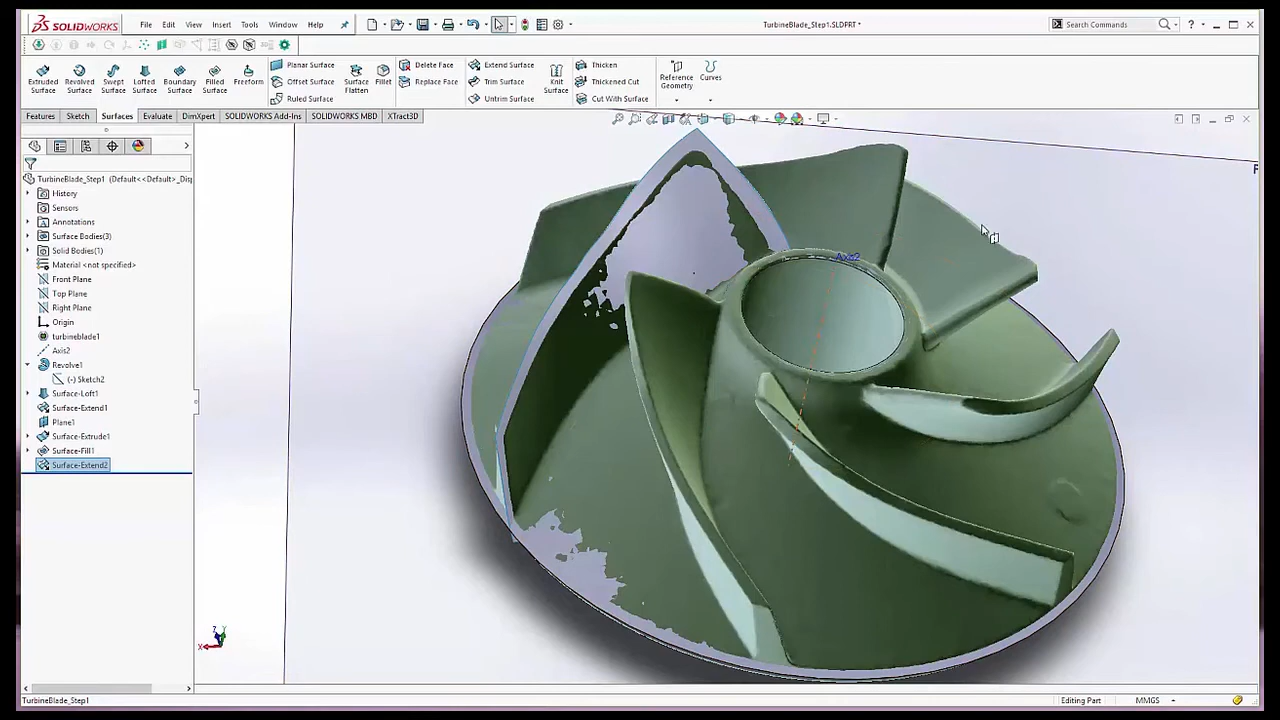 SOLIDWORKS File Edit View Insert Tools Window Help TurbineBlade_Step1.SLDPRT * Search Commands
Extruded Surface
Revolved Surface
Swept Surface
Lofted Surface
Boundary Surface
Filled Surface
Freeform
Planar Surface
Offset Surface
Ruled Surface
Surface Flatten
Fillet
Delete Face
Replace Face
Extend Surface
Trim Surface
Untrim Surface
Knit Surface
Thicken
Thickened Cut
Cut With Surface
Reference Geometry
Curves
Features Sketch Surfaces Evaluate DimXpert SOLIDWORKS Add-Ins SOLIDWORKS MBD XTract3D
TurbineBlade_Step1 (Default<<Default>_Disp
History
Sensors
Annotations
Surface Bodies(3)
Solid Bodies(1)
Material <not specified>
Front Plane
Top Plane
Right Plane
Origin
turbineblade1
Axis2
Revolve1
(-) Sketch2
Surface-Loft1
Surface-Extend1
Plane1
Surface-Extrude1
Surface-Fill1
Surface-Extend2
Axis2
Z Y
X
TurbineBlade_Step1 Editing Part MMGS